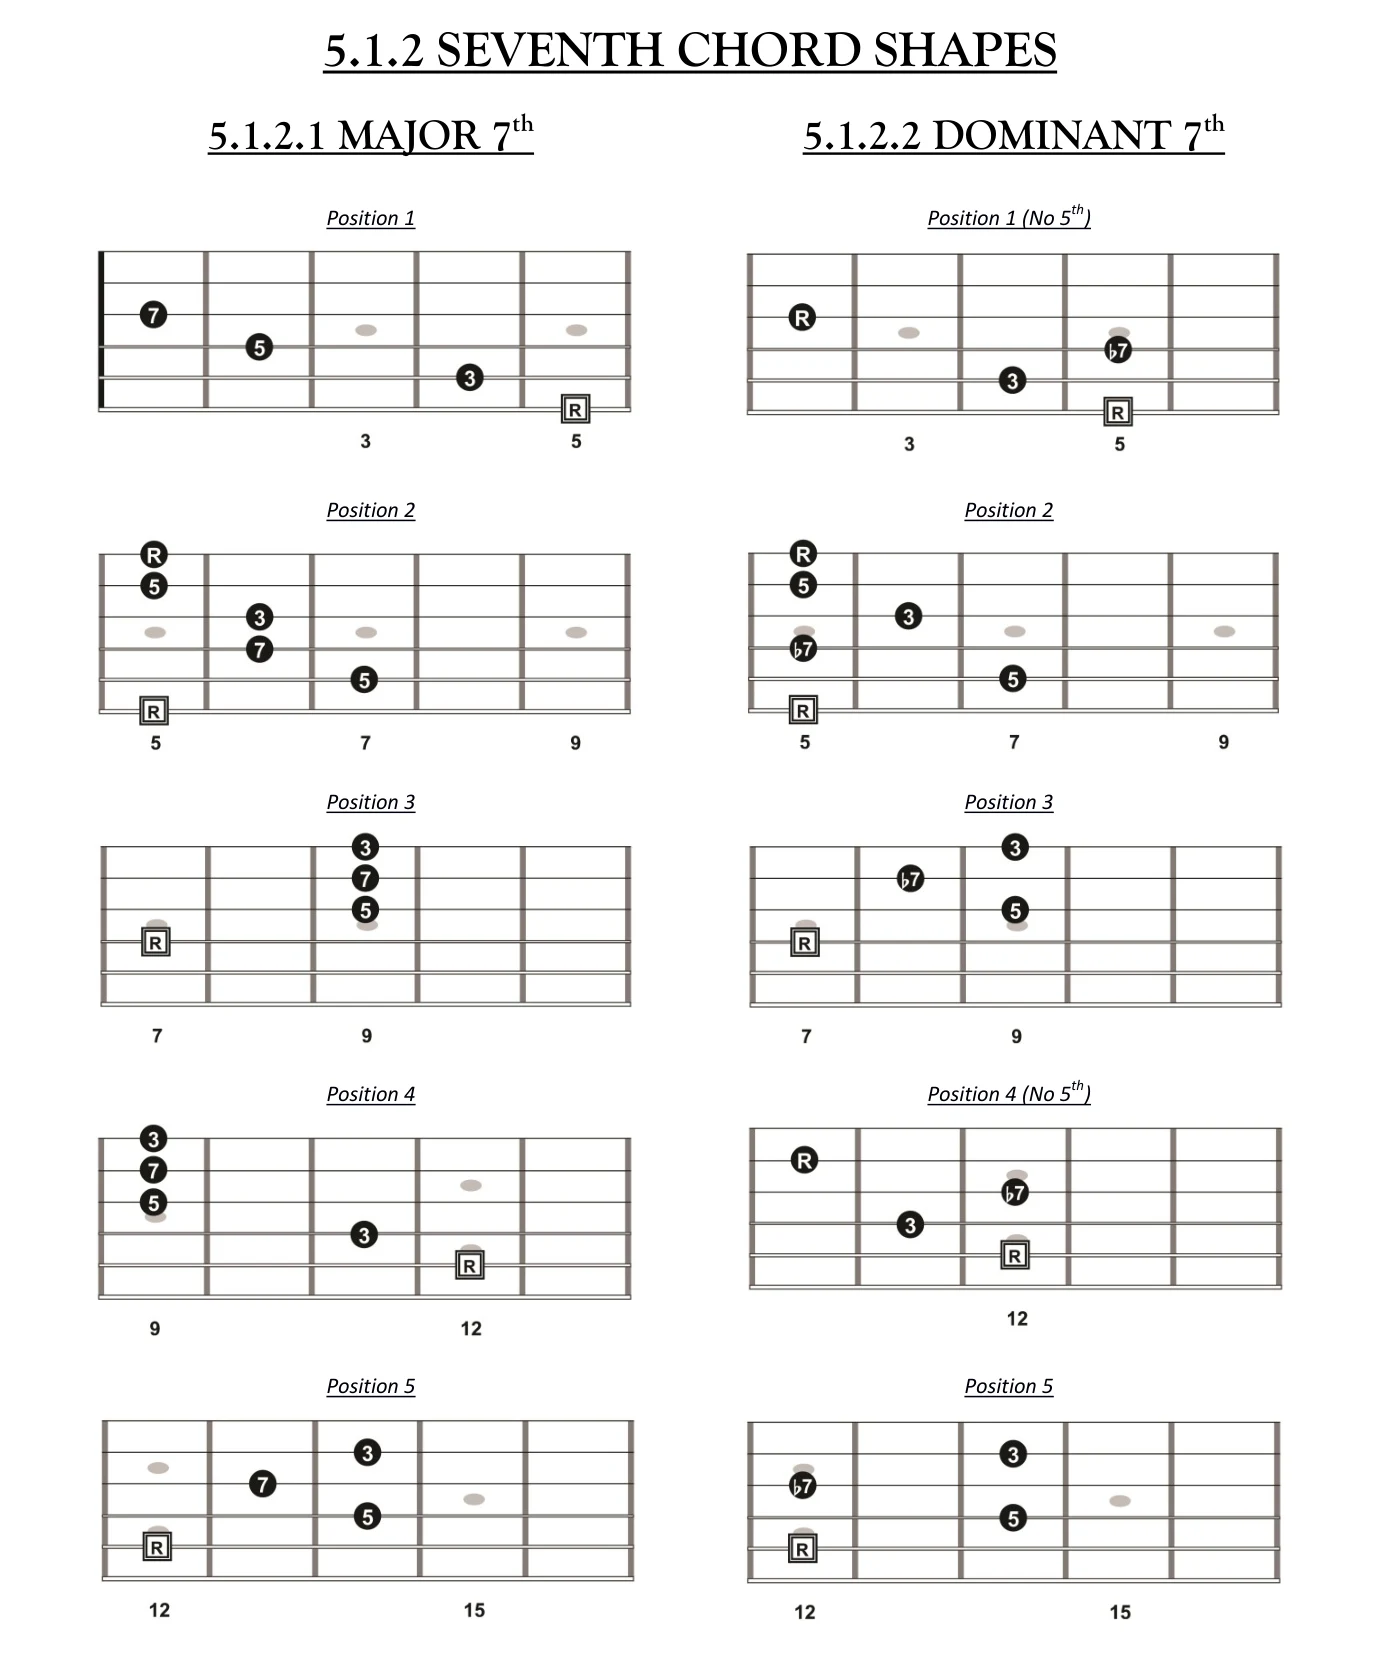 5.1.2 SEVENTH CHORD SHAPES
5.1.2.1 MAJOR 7th
Position 1
7
5
3
R
3 5
Position 2
R
5
3
7
5
R
5 7 9
Position 3
3
7
5
R
7 9
Position 4
3
7
5
3
R
9 12
Position 5
3
7
5
R
12 15
5.1.2.2 DOMINANT 7th
Position 1 (No 5th)
R
♭7
3
R
3 5
Position 2
R
5
3
♭7
5
R
5 7 9
Position 3
3
♭7
5
R
7 9
Position 4 (No 5th)
R
♭7
3
R
12
Position 5
3
♭7
5
R
12 15